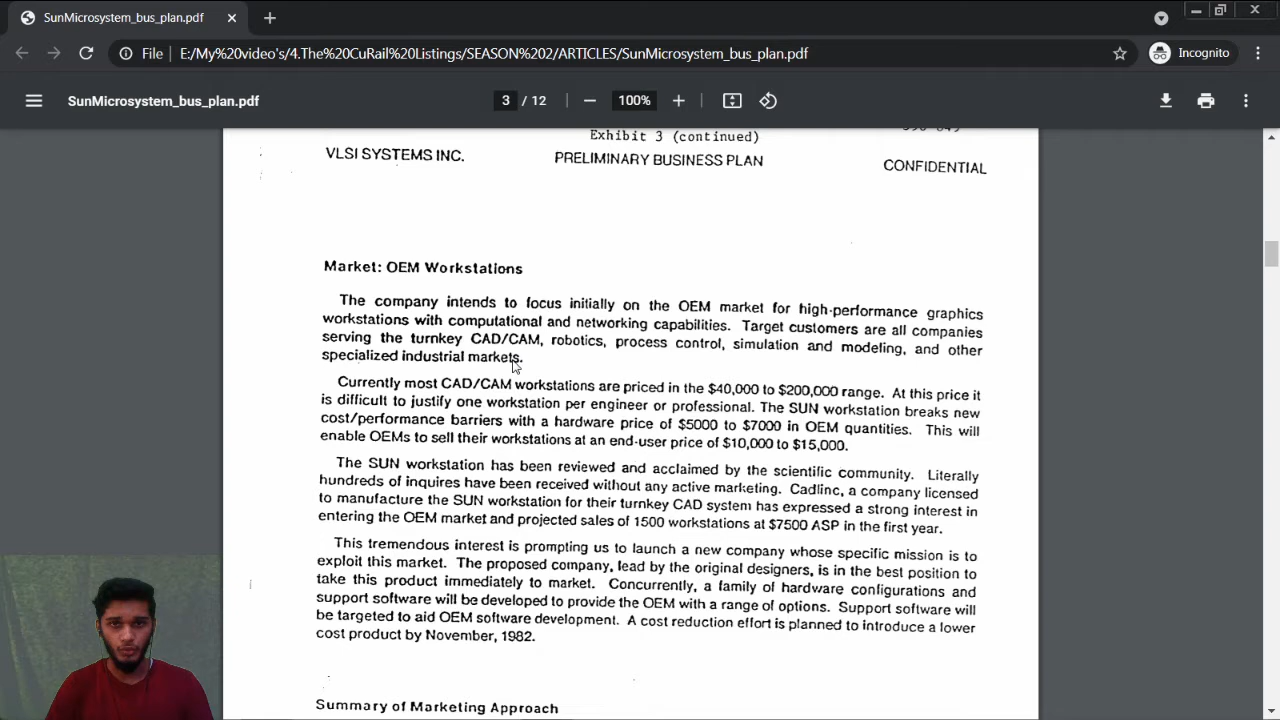 SunMicrosystem_bus_plan.pdf
File
E:/My%20video's/4.The%20CuRail%20Listings/SEASON%202/ARTICLES/SunMicrosystem_bus_plan.pdf
Incognito
SunMicrosystem_bus_plan.pdf
3 / 12
100%
Exhibit 3 (continued)
VLSI SYSTEMS INC.
PRELIMINARY BUSINESS PLAN
CONFIDENTIAL
Market: OEM Workstations
The company intends to focus initially on the OEM market for high-performance graphics
workstations with computational and networking capabilities. Target customers are all companies
serving the turnkey CAD/CAM, robotics, process control, simulation and modeling, and other
specialized industrial markets.
Currently most CAD/CAM workstations are priced in the $40,000 to $200,000 range. At this price it
is difficult to justify one workstation per engineer or professional. The SUN workstation breaks new
cost/performance barriers with a hardware price of $5000 to $7000 in OEM quantities. This will
enable OEMs to sell their workstations at an end-user price of $10,000 to $15,000.
The SUN workstation has been reviewed and acclaimed by the scientific community. Literally
hundreds of inquires have been received without any active marketing. Cadlinc, a company licensed
to manufacture the SUN workstation for their turnkey CAD system has expressed a strong interest in
entering the OEM market and projected sales of 1500 workstations at $7500 ASP in the first year.
This tremendous interest is prompting us to launch a new company whose specific mission is to
exploit this market. The proposed company, lead by the original designers, is in the best position to
take this product immediately to market. Concurrently, a family of hardware configurations and
support software will be developed to provide the OEM with a range of options. Support software will
be targeted to aid OEM software development. A cost reduction effort is planned to introduce a lower
cost product by November, 1982.
Summary of Marketing Approach